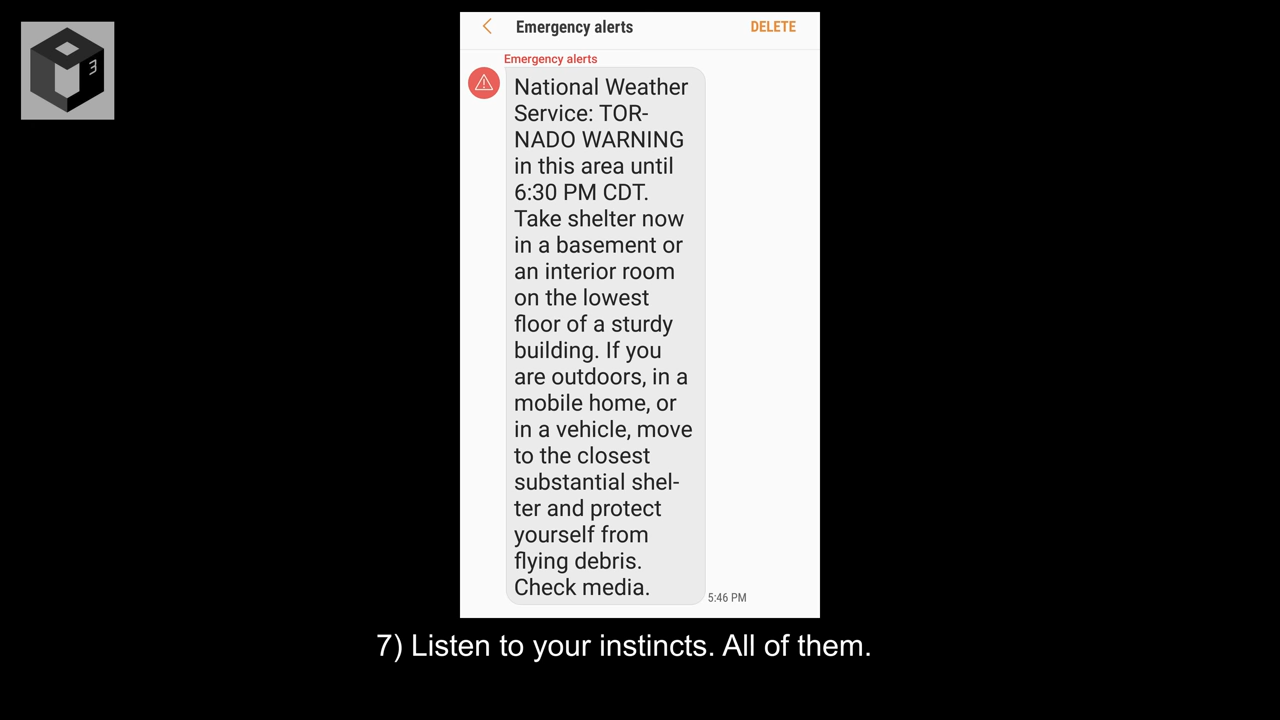 Emergency alerts
DELETE
Emergency alerts
National Weather
Service: TOR-
NADO WARNING
in this area until
6:30 PM CDT.
Take shelter now
in a basement or
an interior room
on the lowest
floor of a sturdy
building. If you
are outdoors, in a
mobile home, or
in a vehicle, move
to the closest
substantial shel-
ter and protect
yourself from
flying debris.
Check media.
5:46 PM
7) Listen to your instincts. All of them.
3